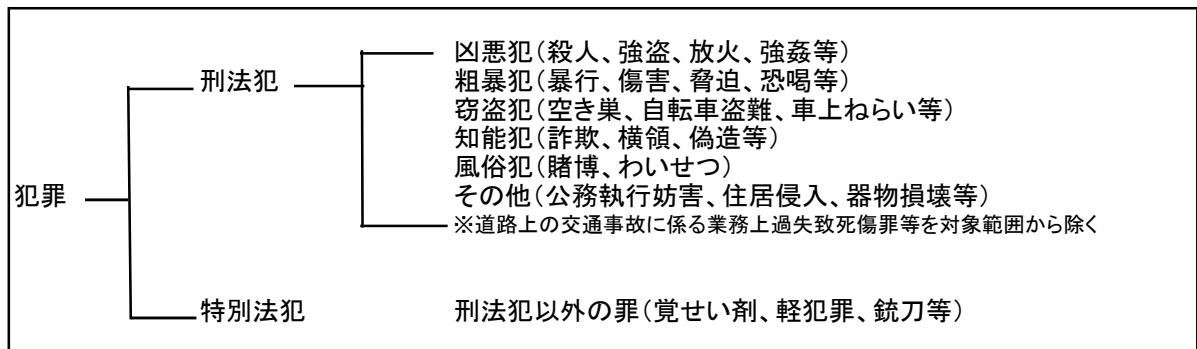 凶悪犯（殺人、強盗、放火、強姦等）
刑法犯
粗暴犯（暴行、傷害、脅迫、恐喝等）
窃盗犯（空き巣、自転車盗難、車上ねらい等）
知能犯（詐欺、横領、偽造等）
風俗犯（賭博、わいせつ）
犯罪
その他（公務執行妨害、住居侵入、器物損壊等）
※道路上の交通事故に係る業務上過失致死傷罪等を対象範囲から除く
特別法犯 刑法犯以外の罪（覚せい剤、軽犯罪、銃刀等）